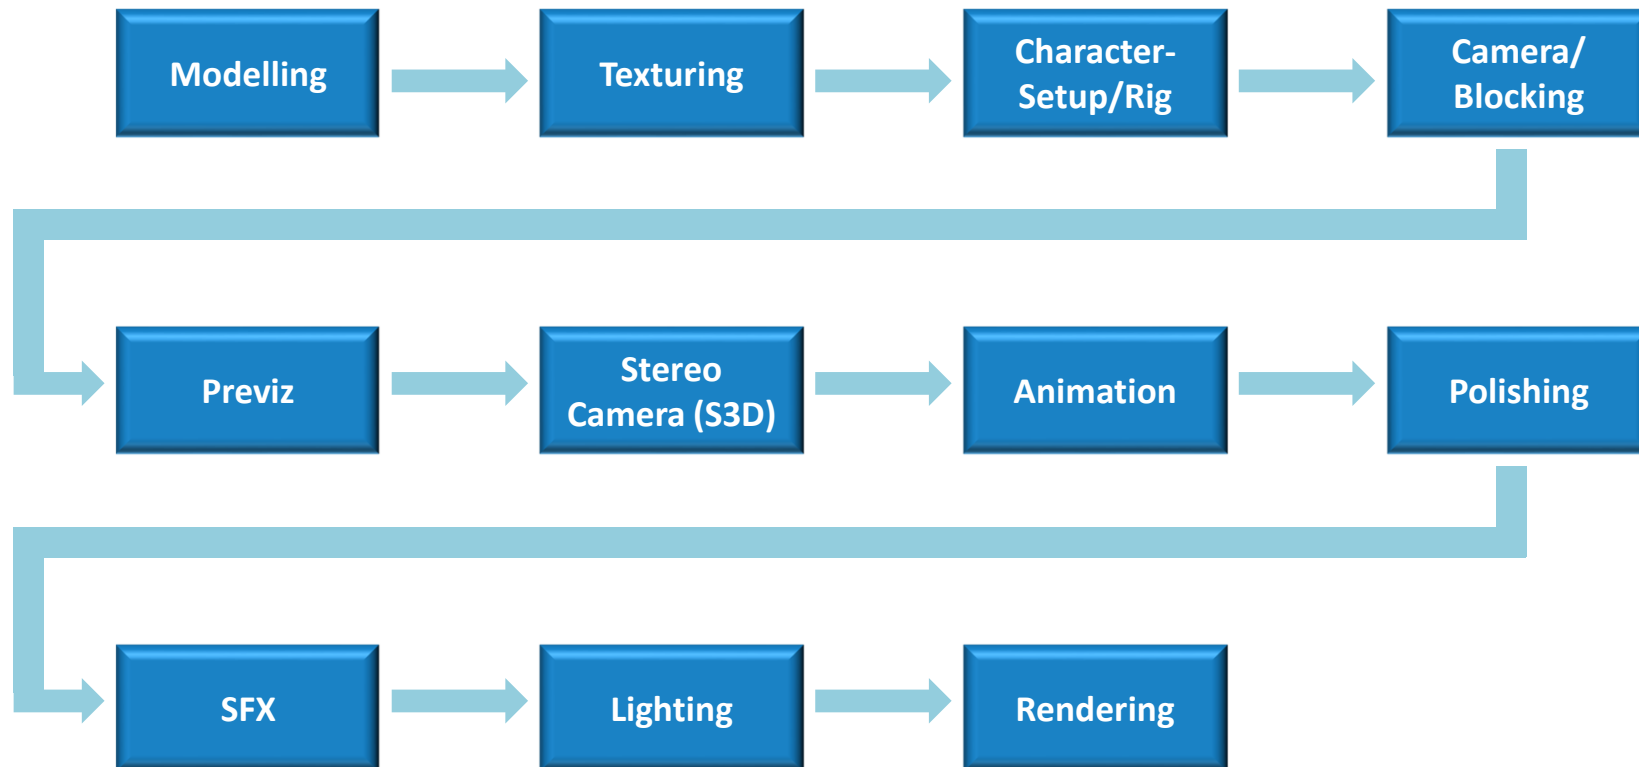 Modelling
Texturing
Character-
Setup/Rig
Camera/
Blocking
Previz
Stereo
Camera (S3D)
Animation
Polishing
SFX
Lighting
Rendering